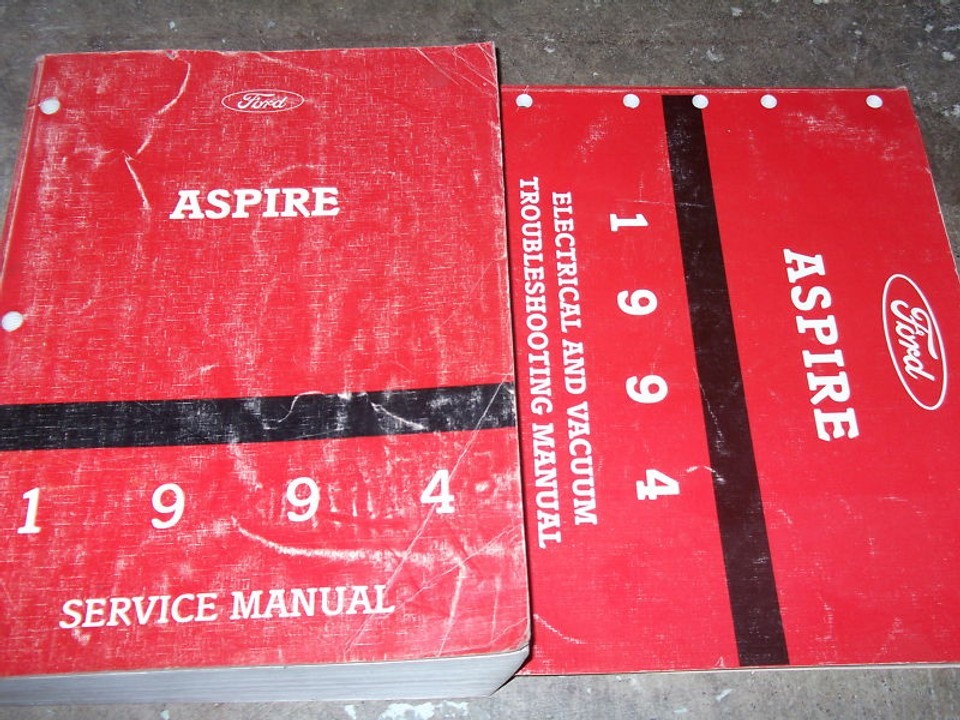 Ford
ASPIRE
1 9 9 4
SERVICE MANUAL
Ford
ASPIRE
1 9 9 4
ELECTRICAL AND VACUUM
TROUBLESHOOTING MANUAL